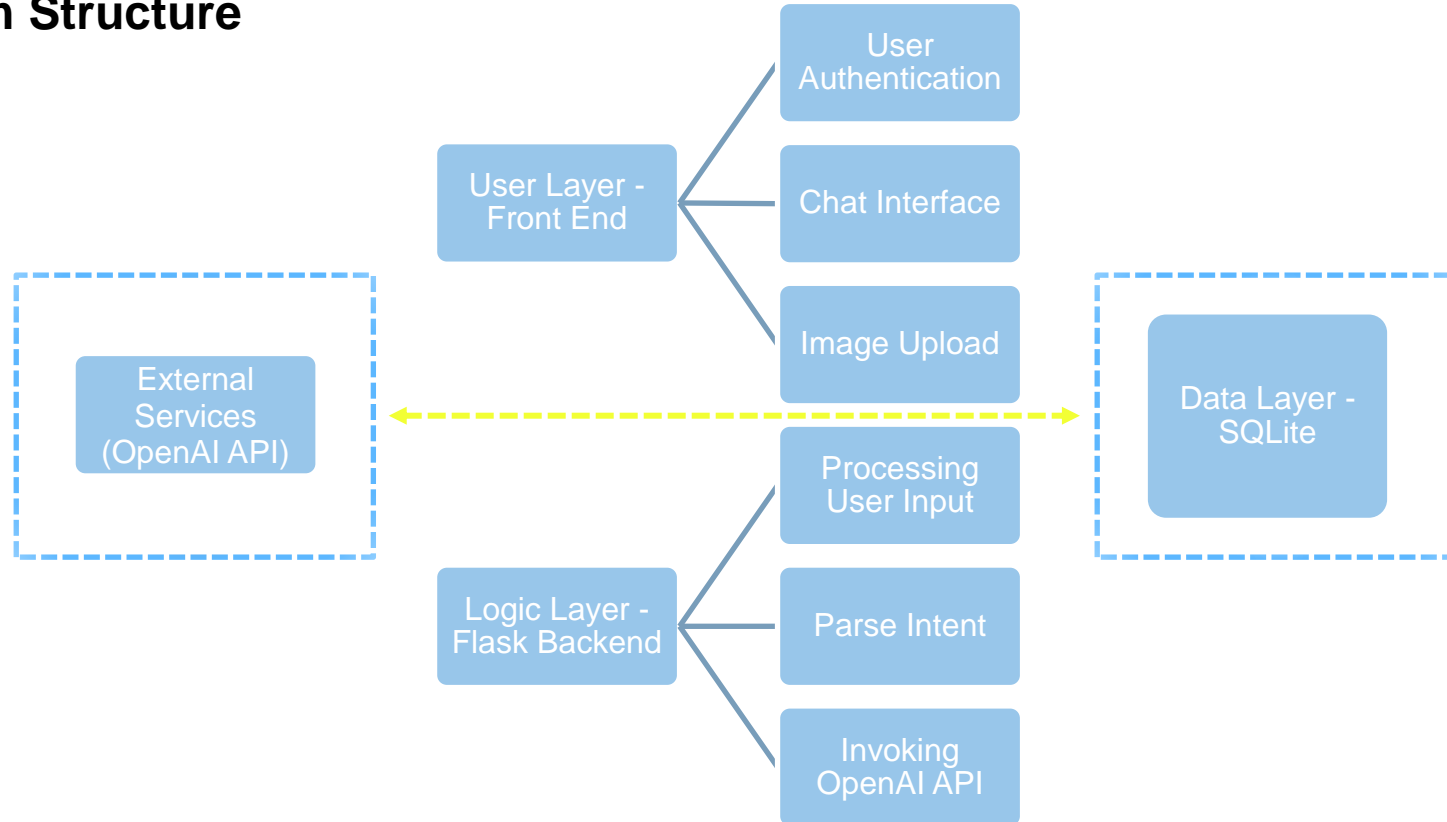 n Structure
User
Authentication
User Layer -
Front End
Chat Interface
Image Upload
External
Services
(OpenAI API)
Data Layer -
SQLite
Processing
User Input
Logic Layer -
Flask Backend
Parse Intent
Invoking
OpenAI API